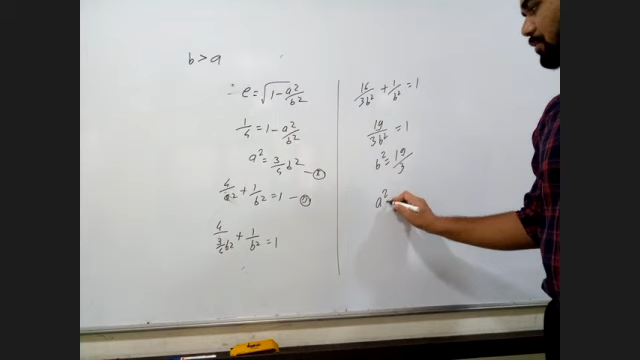 b > a
∴ e = √1 - a2/b2
1/4 = 1 - a2/b2
a² = 3/4 b² —①
4/a2 + 1/b2 = 1 —②
4/(3/4 b2) + 1/b2 = 1
16/3b² + 1/b² = 1
19/3b² = 1
b² = 19/3
a²